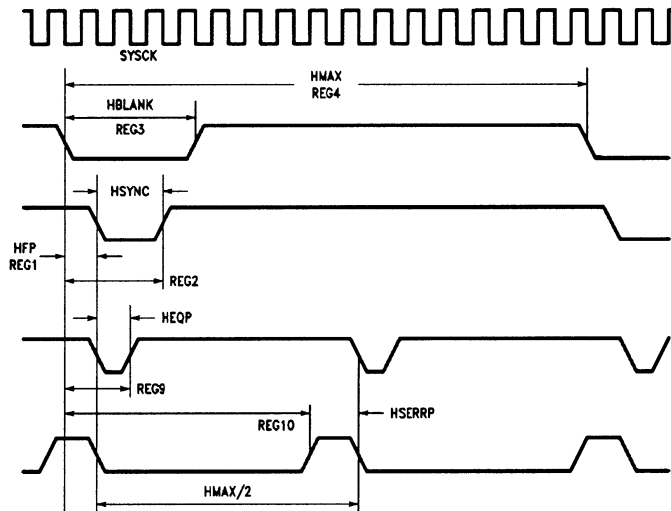 SYSCK
HMAX
REG4
HBLANK
REG3
HSYNC
HFP
REG1
REG2
HEQP
REG9
REG10
HSERRP
HMAX/2